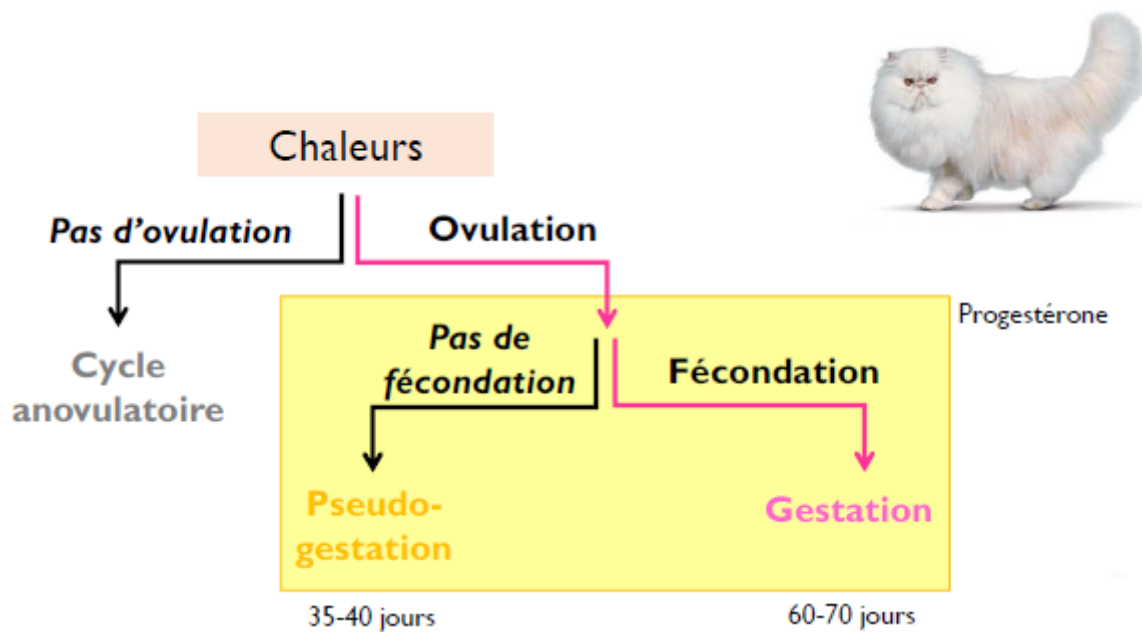 Chaleurs
Pas d'ovulation
Ovulation
Progestérone
Pas de
fécondation
Fécondation
Cycle
anovulatoire
Pseudo-
gestation
Gestation
35-40 jours
60-70 jours